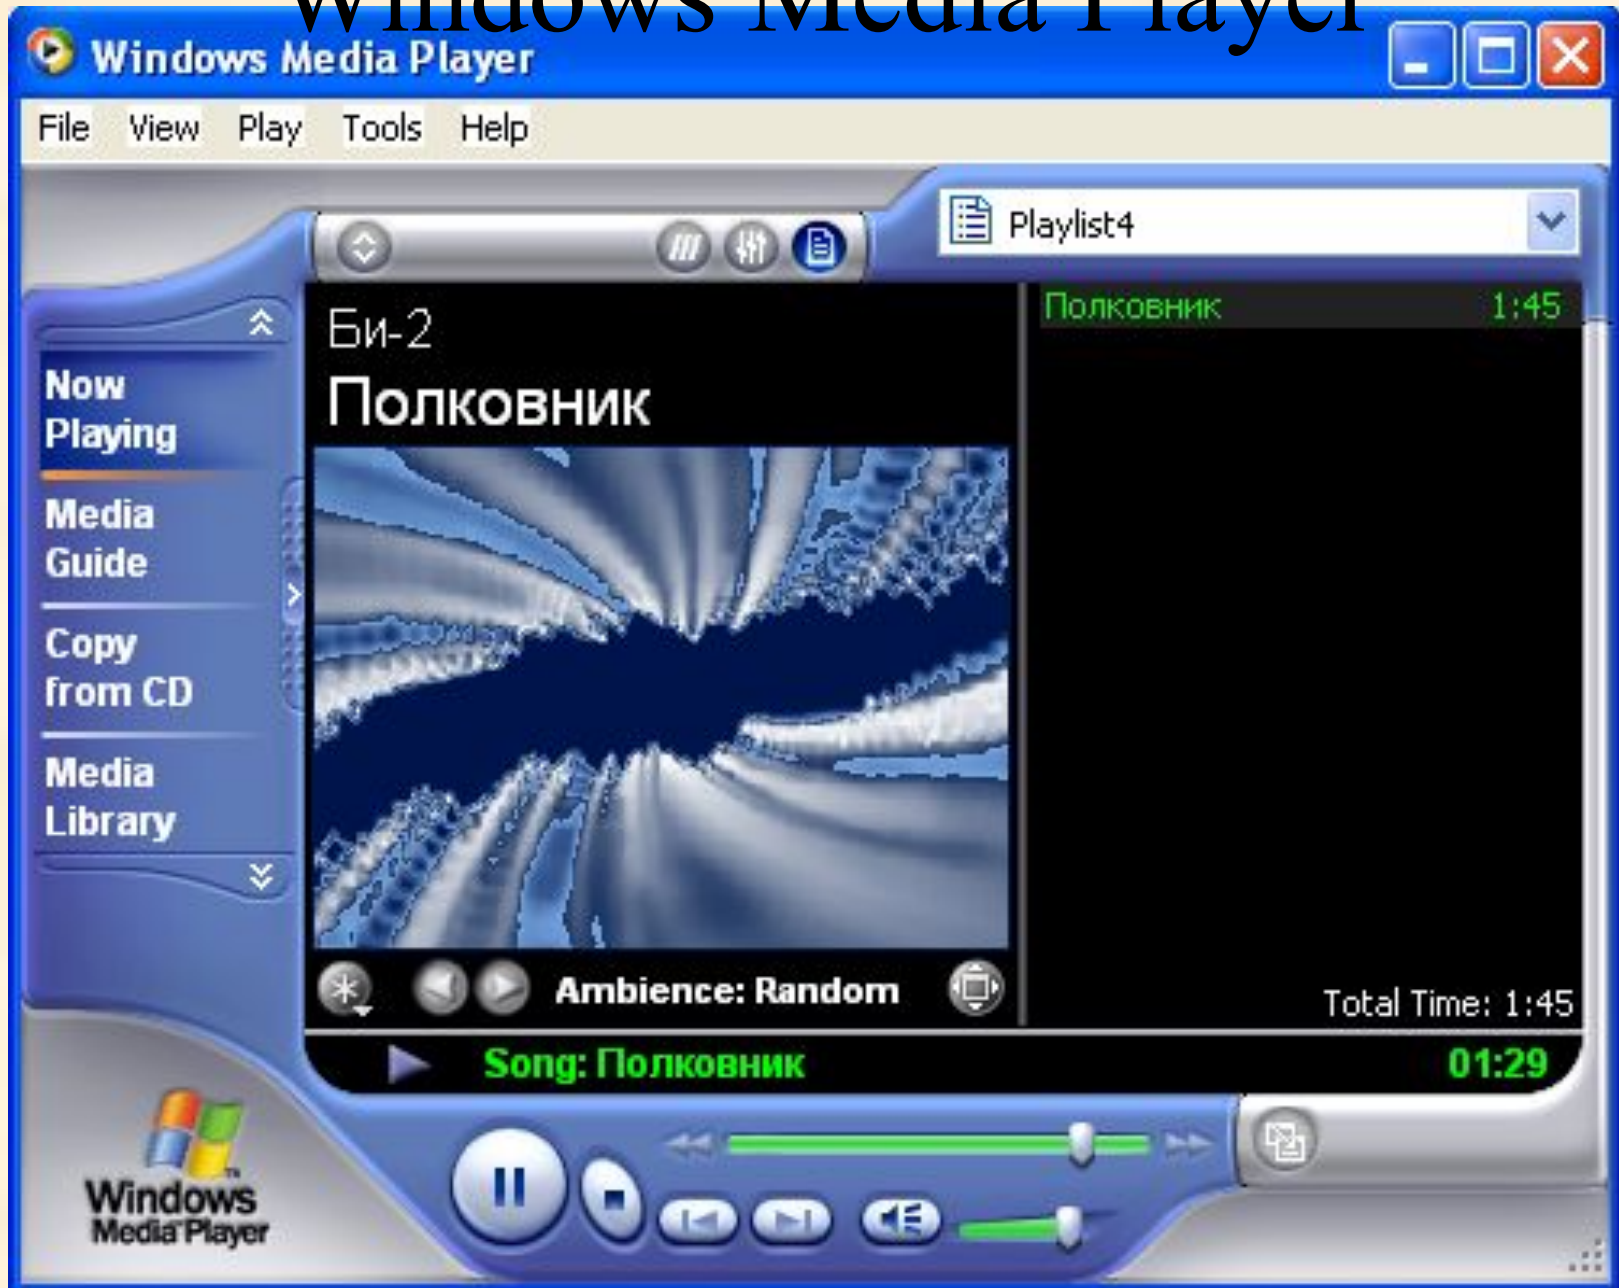 Windows Media Player
Windows Media Player
File View Play Tools Help
Playlist4
Би-2
Полковник
Полковник 1:45
Now
Playing
Media
Guide
Copy
from CD
Media
Library
Ambience: Random
Total Time: 1:45
Song: Полковник
01:29
Windows™
Media Player